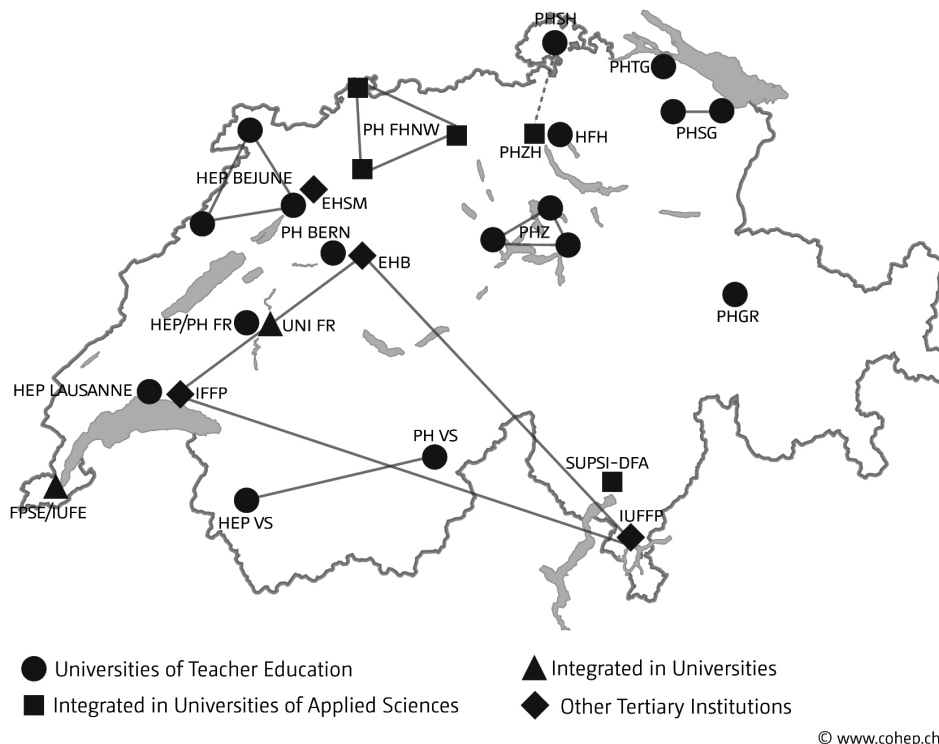 PHSH
PHTG
PH FHNW
PHZH
HFH
PHSG
HEP BEJUNE
EHSM
PH BERN
EHB
PHZ
HEP/PH FR
UNI FR
PHGR
HEP LAUSANNE
IFFP
PH VS
SUPSI-DFA
FPSE/IUFE
HEP VS
IUFFP
Universities of Teacher Education
Integrated in Universities
Integrated in Universities of Applied Sciences
Other Tertiary Institutions
© www.cohep.ch